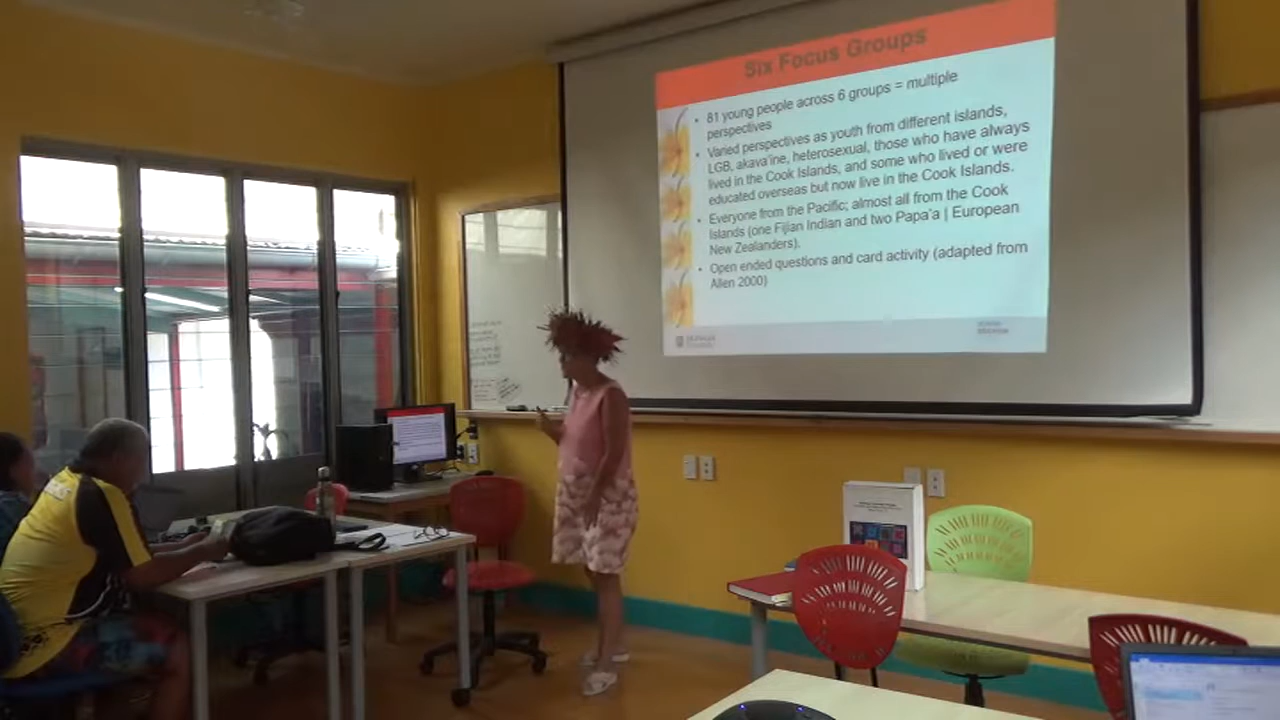 Six Focus Groups
• 81 young people across 6 groups = multiple
perspectives
• Varied perspectives as youth from different islands,
LGB, akava'ine, heterosexual, those who have always
lived in the Cook Islands, and some who lived or were
educated overseas but now live in the Cook Islands.
• Everyone from the Pacific; almost all from the Cook
Islands (one Fijian Indian and two Papa'a | European
New Zealanders).
• Open ended questions and card activity (adapted from
Allen 2000)